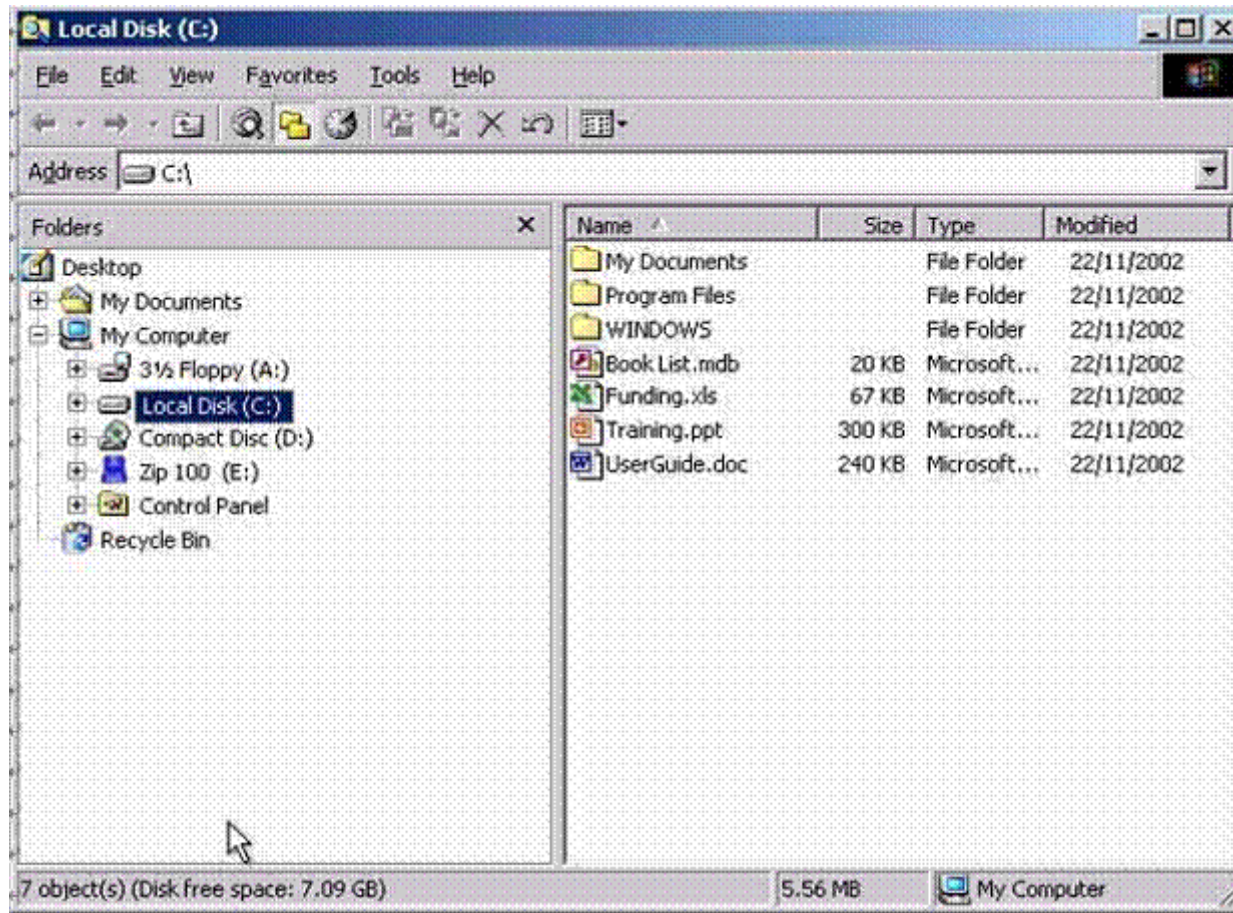 Local Disk (C:)
File Edit View Favorites Tools Help
Address C:\
Folders
Desktop
My Documents
My Computer
3½ Floppy (A:)
Local Disk (C:)
Compact Disc (D:)
Zip 100 (E:)
Control Panel
Recycle Bin
Name Size Type Modified
My Documents File Folder 22/11/2002
Program Files File Folder 22/11/2002
WINDOWS File Folder 22/11/2002
Book List.mdb 20 KB Microsoft... 22/11/2002
Funding.xls 67 KB Microsoft... 22/11/2002
Training.ppt 300 KB Microsoft... 22/11/2002
UserGuide.doc 240 KB Microsoft... 22/11/2002
7 object(s) (Disk free space: 7.09 GB) 5.56 MB My Computer